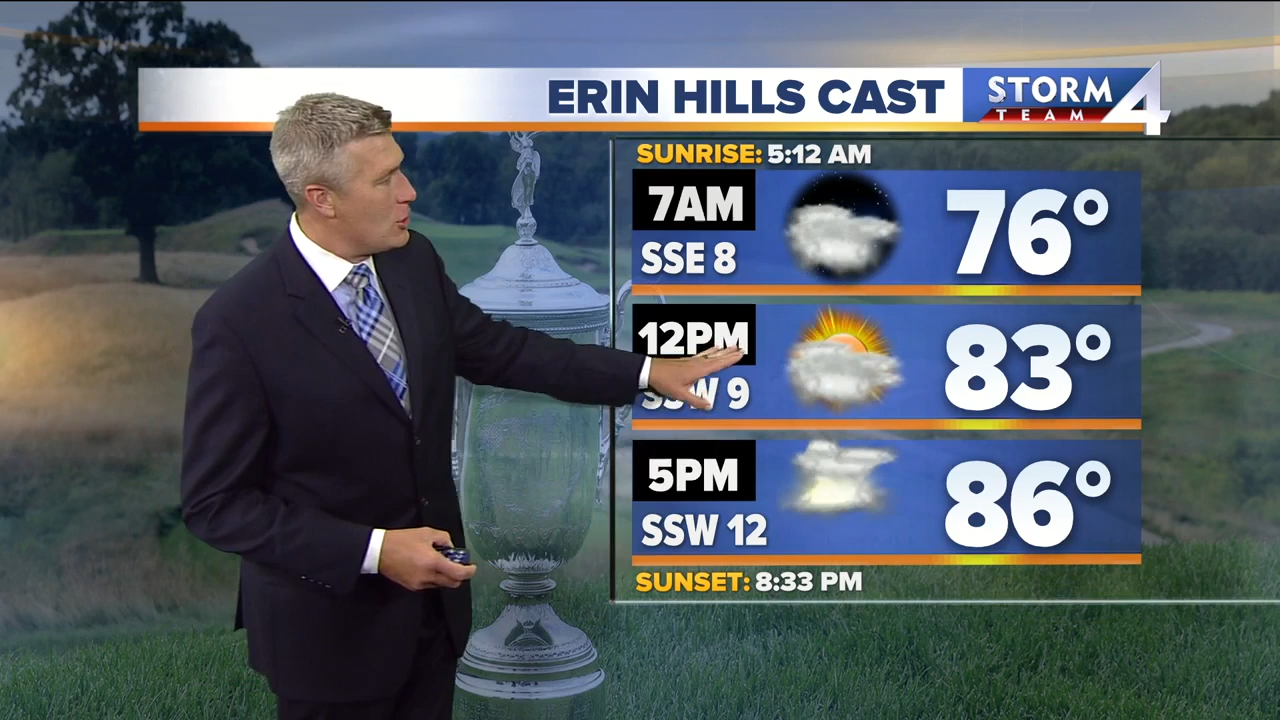 ERIN HILLS CAST
STORM
TEAM
4
SUNRISE: 5:12 AM
7AM
SSE 8
76°
12PM
SSW 9
83°
5PM
SSW 12
86°
SUNSET: 8:33 PM